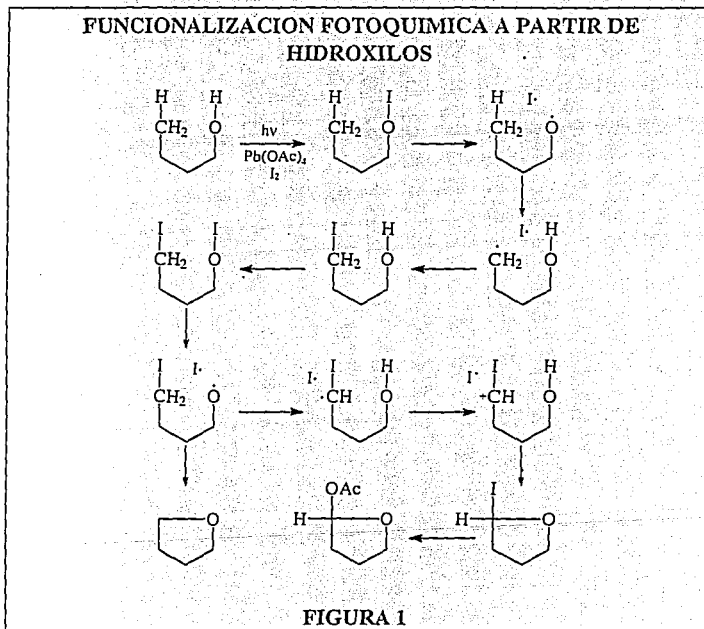 FUNCIONALIZACION FOTOQUIMICA A PARTIR DE
HIDROXILOS
H H H I H I·
CH₂ O hν CH₂ O CH₂ O·
Pb(OAc)₄
I₂
I I I H I· H
CH₂ O CH₂ O ·CH₂ O
I I· I H I H
CH₂ O· I· ·CH O I⁻ +CH O
OAc I
O H O H O
FIGURA 1